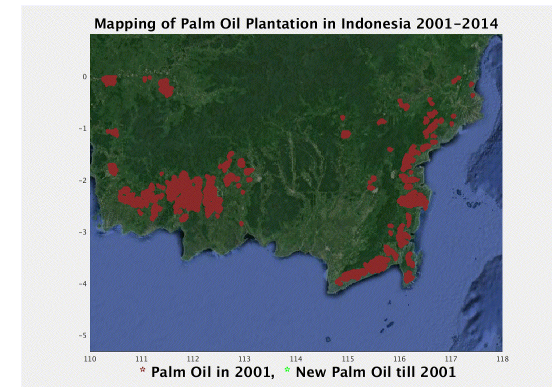 Mapping of Palm Oil Plantation in Indonesia 2001-2014
0
-1
-2
-3
-4
-5
110 111 112 113 114 115 116 117 118
* Palm Oil in 2001, * New Palm Oil till 2001